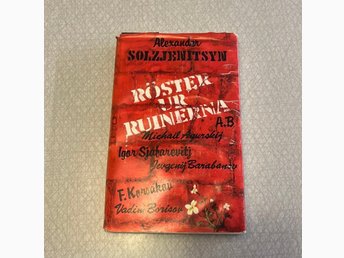 Alexander
SOLZJENITSYN
RÖSTER
UR
RUINERNA
A.B
Michail Agurskij
Igor Sjafarevitj
Jevgenij Barabanov
F. Korsakov
Vadim Borisov